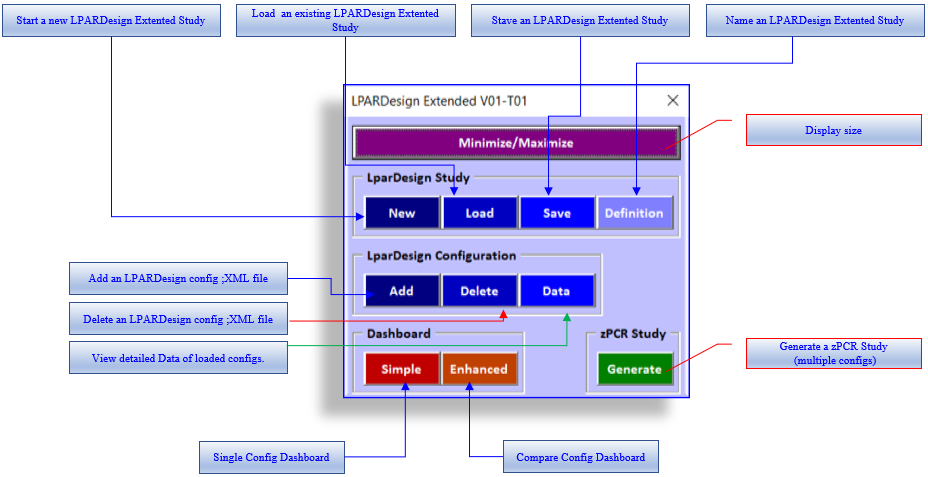 Start a new LPARDesign Extented Study
Load an existing LPARDesign Extented
Study
Stave an LPARDesign Extented Study
Name an LPARDesign Extented Study
LPARDesign Extended V01-T01
Minimize/Maximize
Display size
LparDesign Study
New
Load
Save
Definition
LparDesign Configuration
Add an LPARDesign config ;XML file
Add
Delete
Data
Delete an LPARDesign config ;XML file
View detailed Data of loaded configs.
Dashboard
zPCR Study
Generate a zPCR Study
(multiple configs)
Simple
Enhanced
Generate
Single Config Dashboard
Compare Config Dashboard